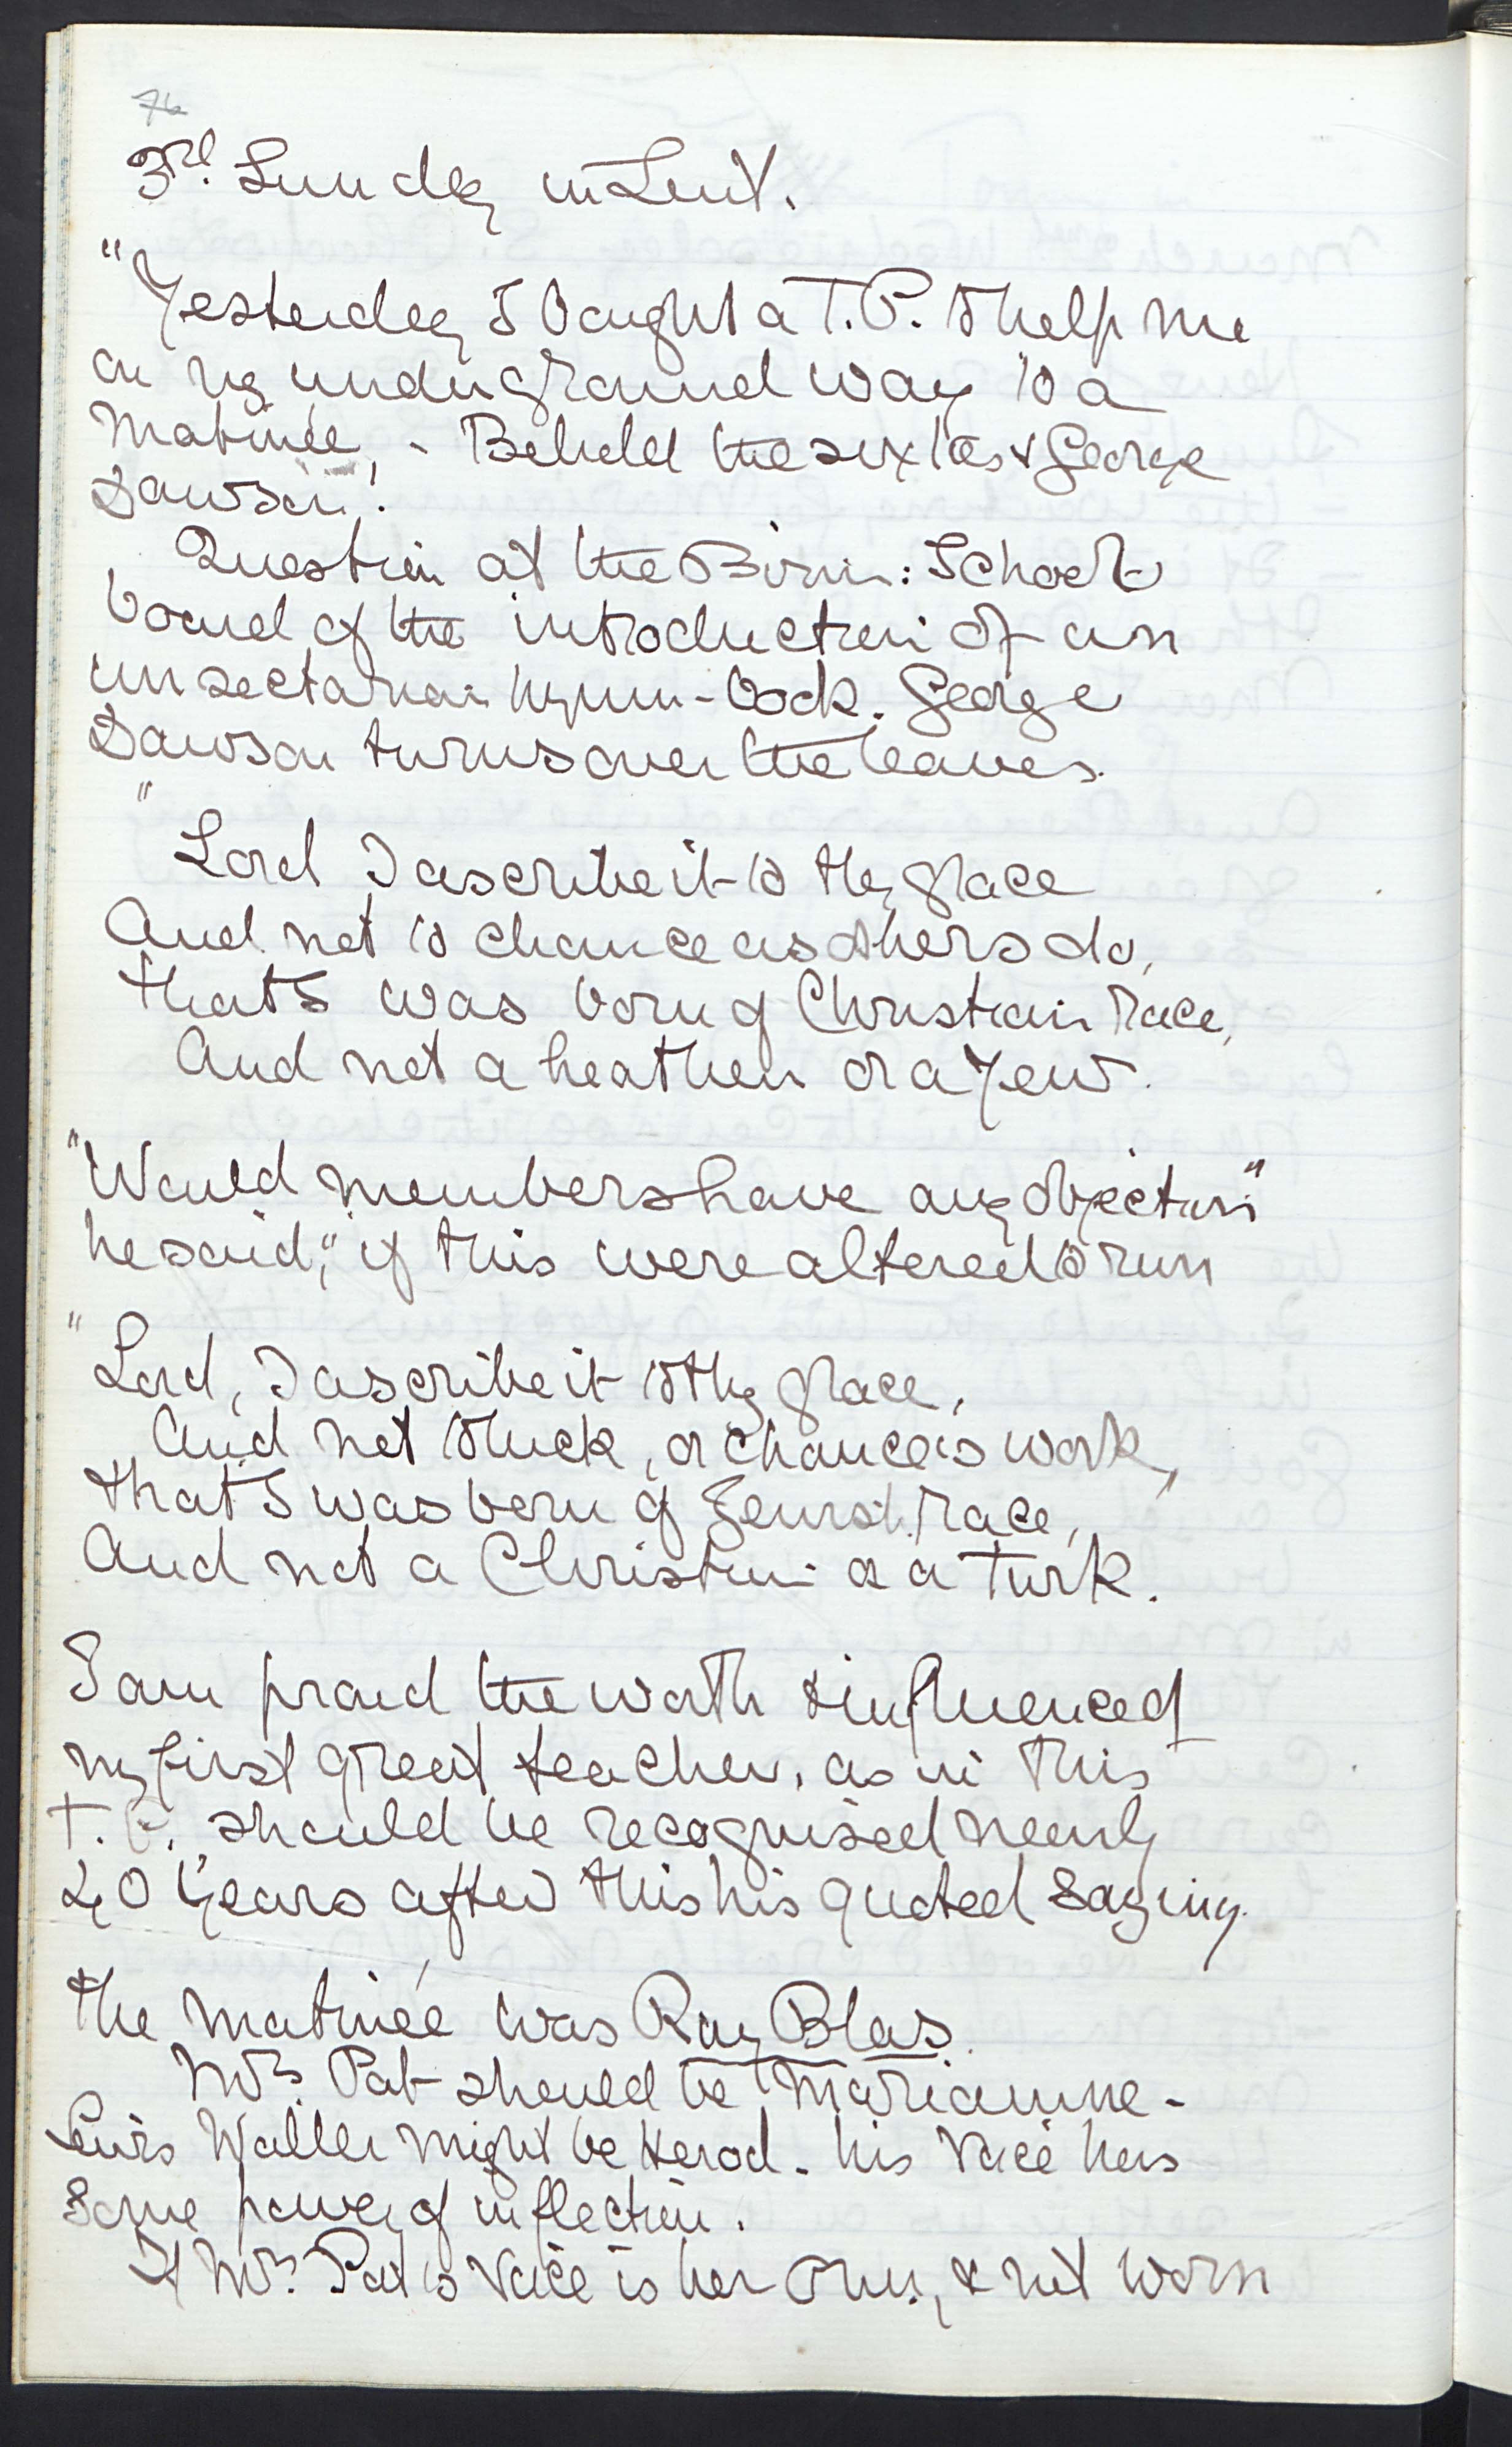 76
3rd. Sunday in Lent.
"Yesterday I bought a T.P. to help me
on my underground way to a
Matinée, - Beheld the & George
Dawson!
Question at the Birm: School-
board of the introduction of an
unsectarian hymn-book. George
Dawson turns over the leaves.
"Lord I ascribe it to thy grace
And not to chance as others do,
that I was born of Christian race,
And not a heathen or a Jew.
"Would members have any objection"
he said, "if this were altered to run
"Lord, I ascribe it to thy grace,
And not to luck, or chance's work,
that I was born of Jewish race,
And not a Christian or a Turk.
I am proud the worth & influence of
my first great teacher, as in this
T.P. should be recognised nearly
40 years after this his quoted saying.
the matinée was Ruy Blas.
Mrs. Pat should be Mariamne -
Lewis Waller might be Herod. his voice has
some power of inflection.
If Mrs. Pat's voice is her own, & not worn